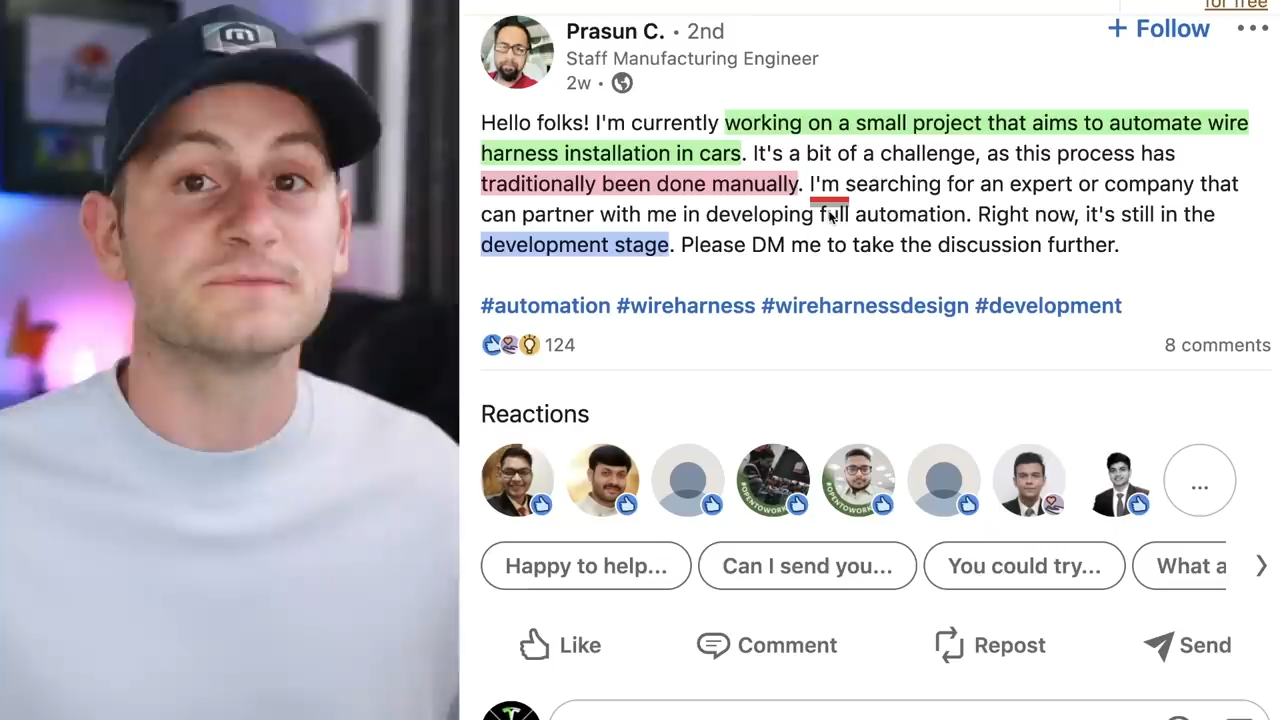 for free
Prasun C. • 2nd
+ Follow
Staff Manufacturing Engineer
2w •
Hello folks! I'm currently working on a small project that aims to automate wire
harness installation in cars. It's a bit of a challenge, as this process has
traditionally been done manually. I'm searching for an expert or company that
can partner with me in developing full automation. Right now, it's still in the
development stage. Please DM me to take the discussion further.
#automation #wireharness #wireharnessdesign #development
124
8 comments
Reactions
#OPENTOWORK
#OPENTOWORK
...
Happy to help...
Can I send you...
You could try...
What a
Like
Comment
Repost
Send